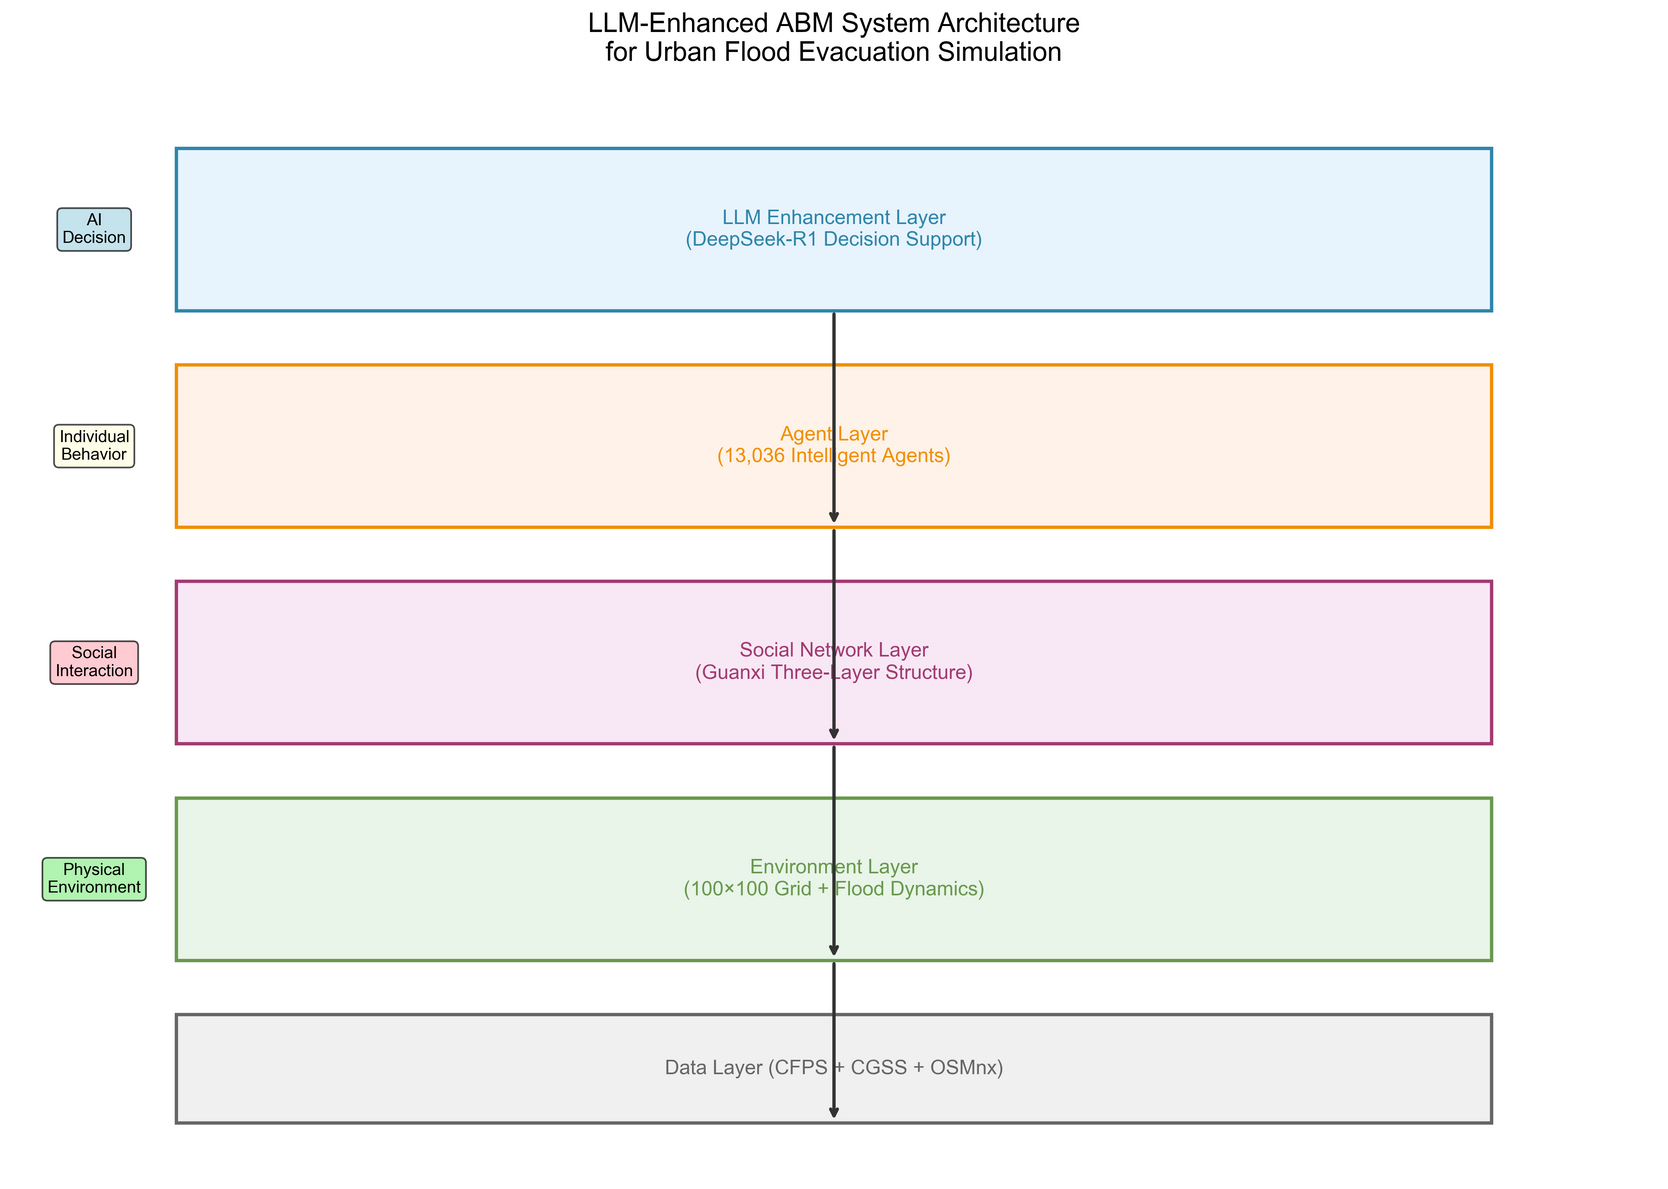 LLM-Enhanced ABM System Architecture
for Urban Flood Evacuation Simulation
AI
Decision
LLM Enhancement Layer
(DeepSeek-R1 Decision Support)
Individual
Behavior
Agent Layer
(13,036 Intelligent Agents)
Social
Interaction
Social Network Layer
(Guanxi Three-Layer Structure)
Physical
Environment
Environment Layer
(100×100 Grid + Flood Dynamics)
Data Layer (CFPS + CGSS + OSMnx)